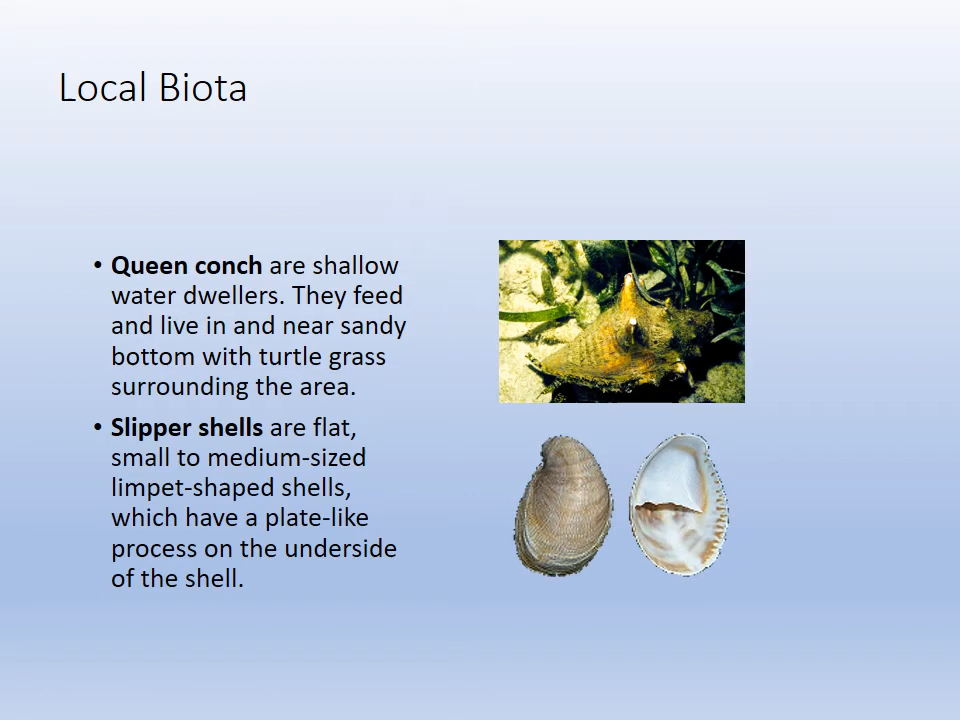 Local Biota
• Queen conch are shallow
water dwellers. They feed
and live in and near sandy
bottom with turtle grass
surrounding the area.
• Slipper shells are flat,
small to medium-sized
limpet-shaped shells,
which have a plate-like
process on the underside
of the shell.